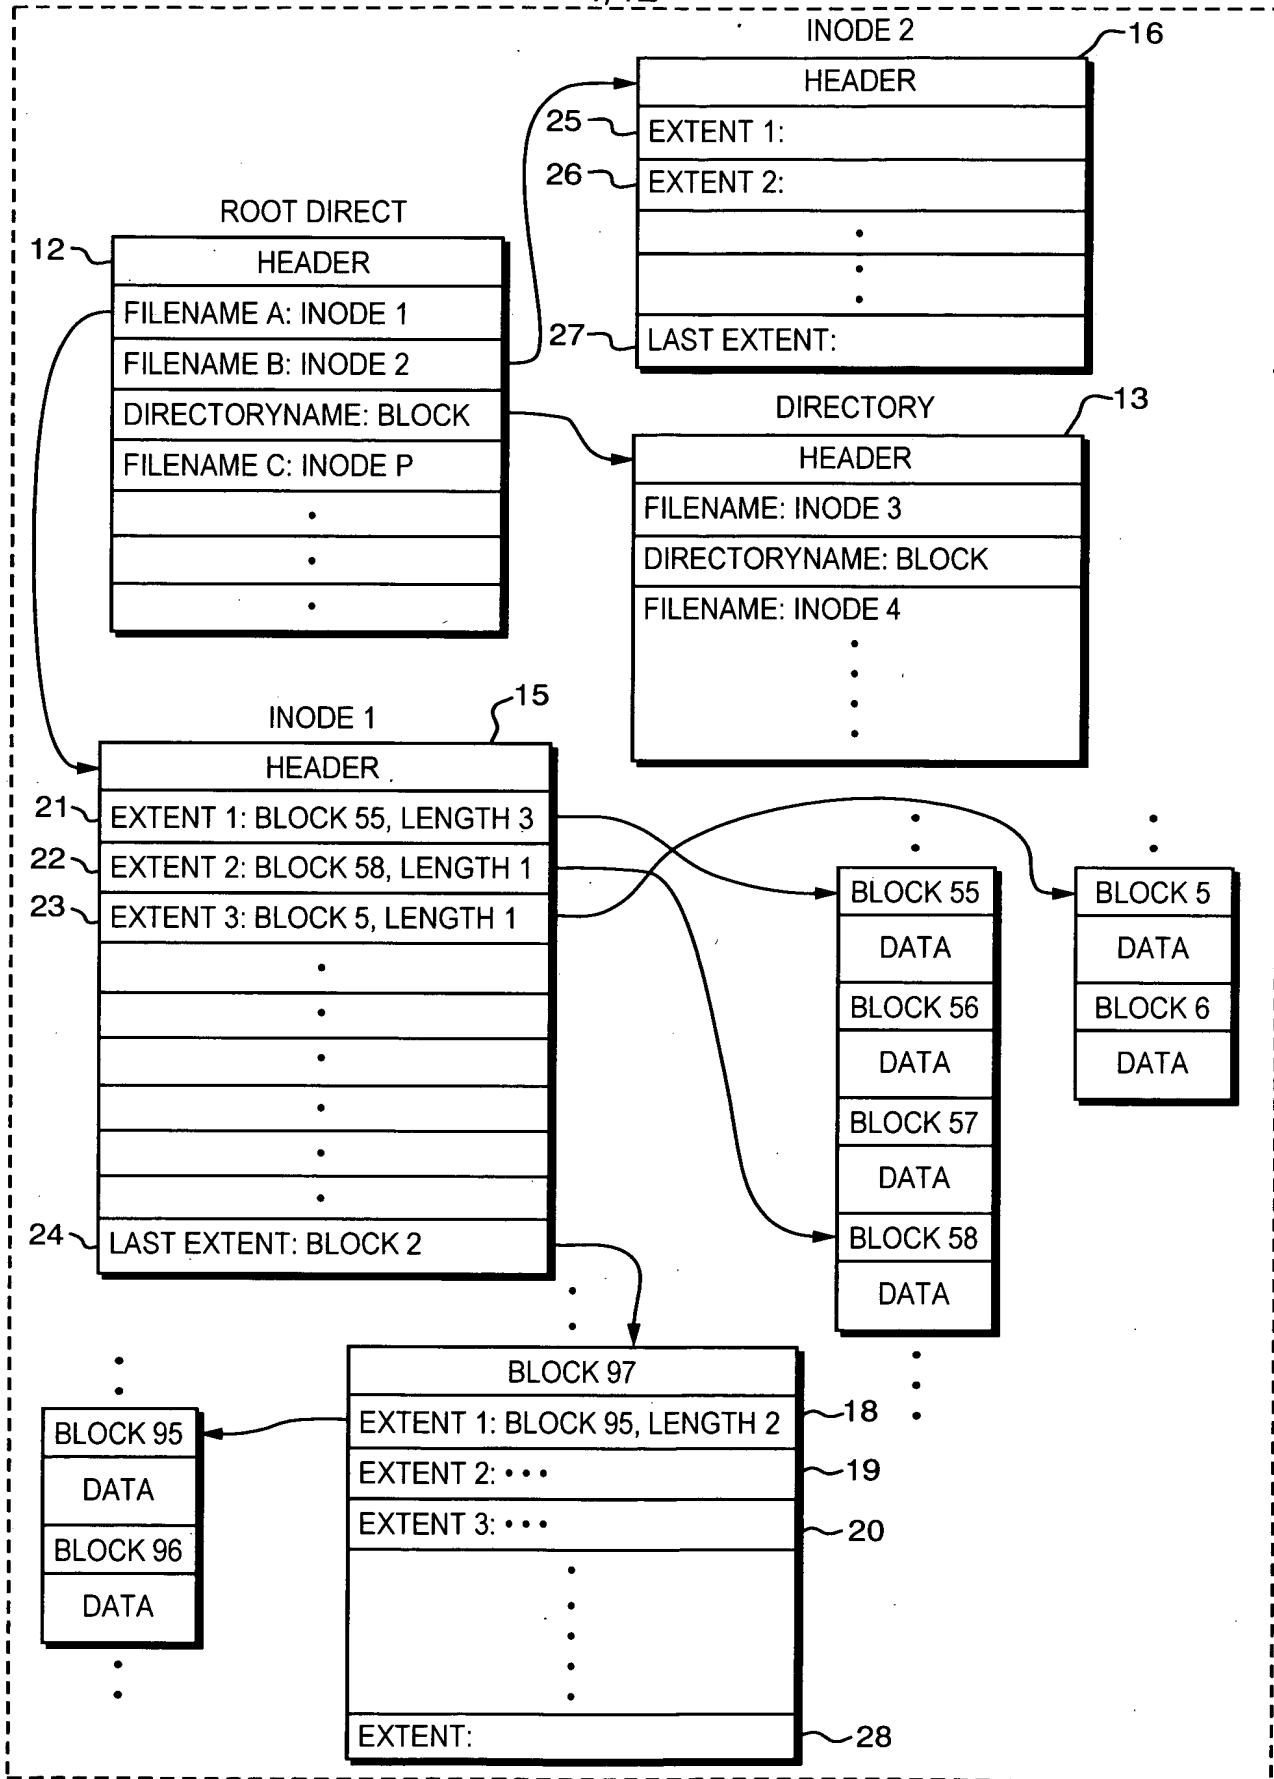 INODE 2
16
HEADER
25
EXTENT 1:
26
EXTENT 2:
27
LAST EXTENT:
ROOT DIRECT
12
HEADER
FILENAME A: INODE 1
FILENAME B: INODE 2
DIRECTORYNAME: BLOCK
FILENAME C: INODE P
DIRECTORY
13
HEADER
FILENAME: INODE 3
DIRECTORYNAME: BLOCK
FILENAME: INODE 4
INODE 1
15
HEADER
21
EXTENT 1: BLOCK 55, LENGTH 3
22
EXTENT 2: BLOCK 58, LENGTH 1
23
EXTENT 3: BLOCK 5, LENGTH 1
24
LAST EXTENT: BLOCK 2
BLOCK 55
DATA
BLOCK 56
DATA
BLOCK 57
DATA
BLOCK 58
DATA
BLOCK 5
DATA
BLOCK 6
DATA
BLOCK 97
EXTENT 1: BLOCK 95, LENGTH 2
18
EXTENT 2: • • •
19
EXTENT 3: • • •
20
EXTENT:
28
BLOCK 95
DATA
BLOCK 96
DATA